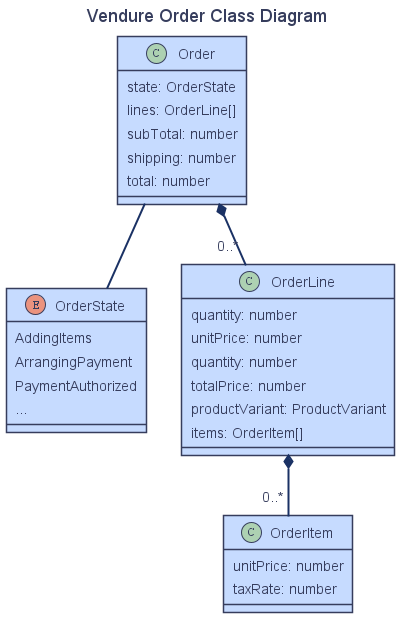 Vendure Order Class Diagram
C Order
state: OrderState
lines: OrderLine[]
subTotal: number
shipping: number
total: number
0..*
E OrderState
AddingItems
ArrangingPayment
PaymentAuthorized
...
C OrderLine
quantity: number
unitPrice: number
quantity: number
totalPrice: number
productVariant: ProductVariant
items: OrderItem[]
0..*
C OrderItem
unitPrice: number
taxRate: number